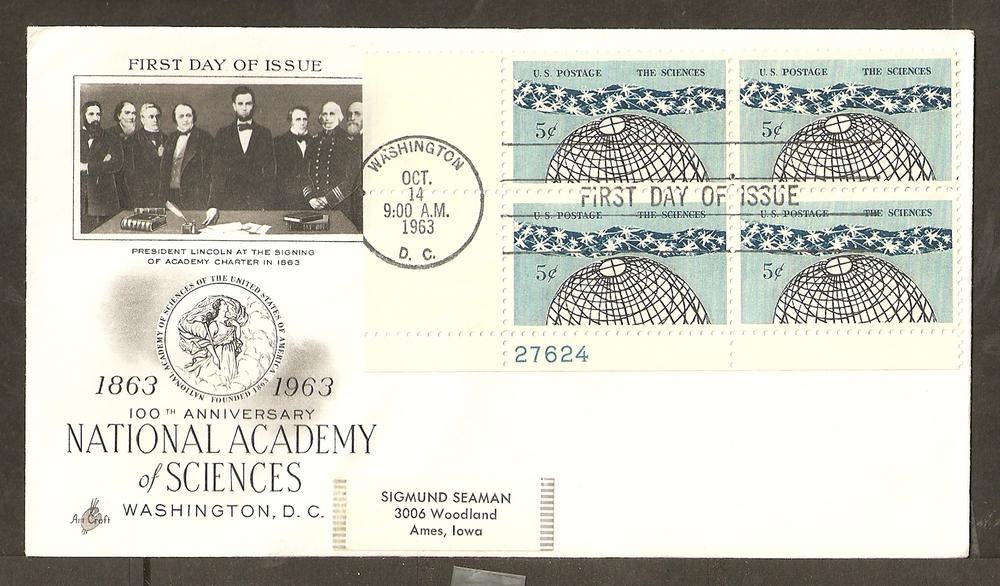 FIRST DAY OF ISSUE
PRESIDENT LINCOLN AT THE SIGNING
OF ACADEMY CHARTER IN 1863
NATIONAL ACADEMY OF SCIENCES OF THE UNITED STATES OF AMERICA
FOUNDED 1863
1863 1963
100TH ANNIVERSARY
NATIONAL ACADEMY
of SCIENCES
WASHINGTON, D. C.
Art Craft
WASHINGTON
OCT.
14
9:00 A.M.
1963
D. C.
U.S. POSTAGE THE SCIENCES
5¢
U.S. POSTAGE THE SCIENCES
5¢
FIRST DAY OF ISSUE
U.S. POSTAGE THE SCIENCES
5¢
U.S. POSTAGE THE SCIENCES
5¢
27624
SIGMUND SEAMAN
3006 Woodland
Ames, Iowa